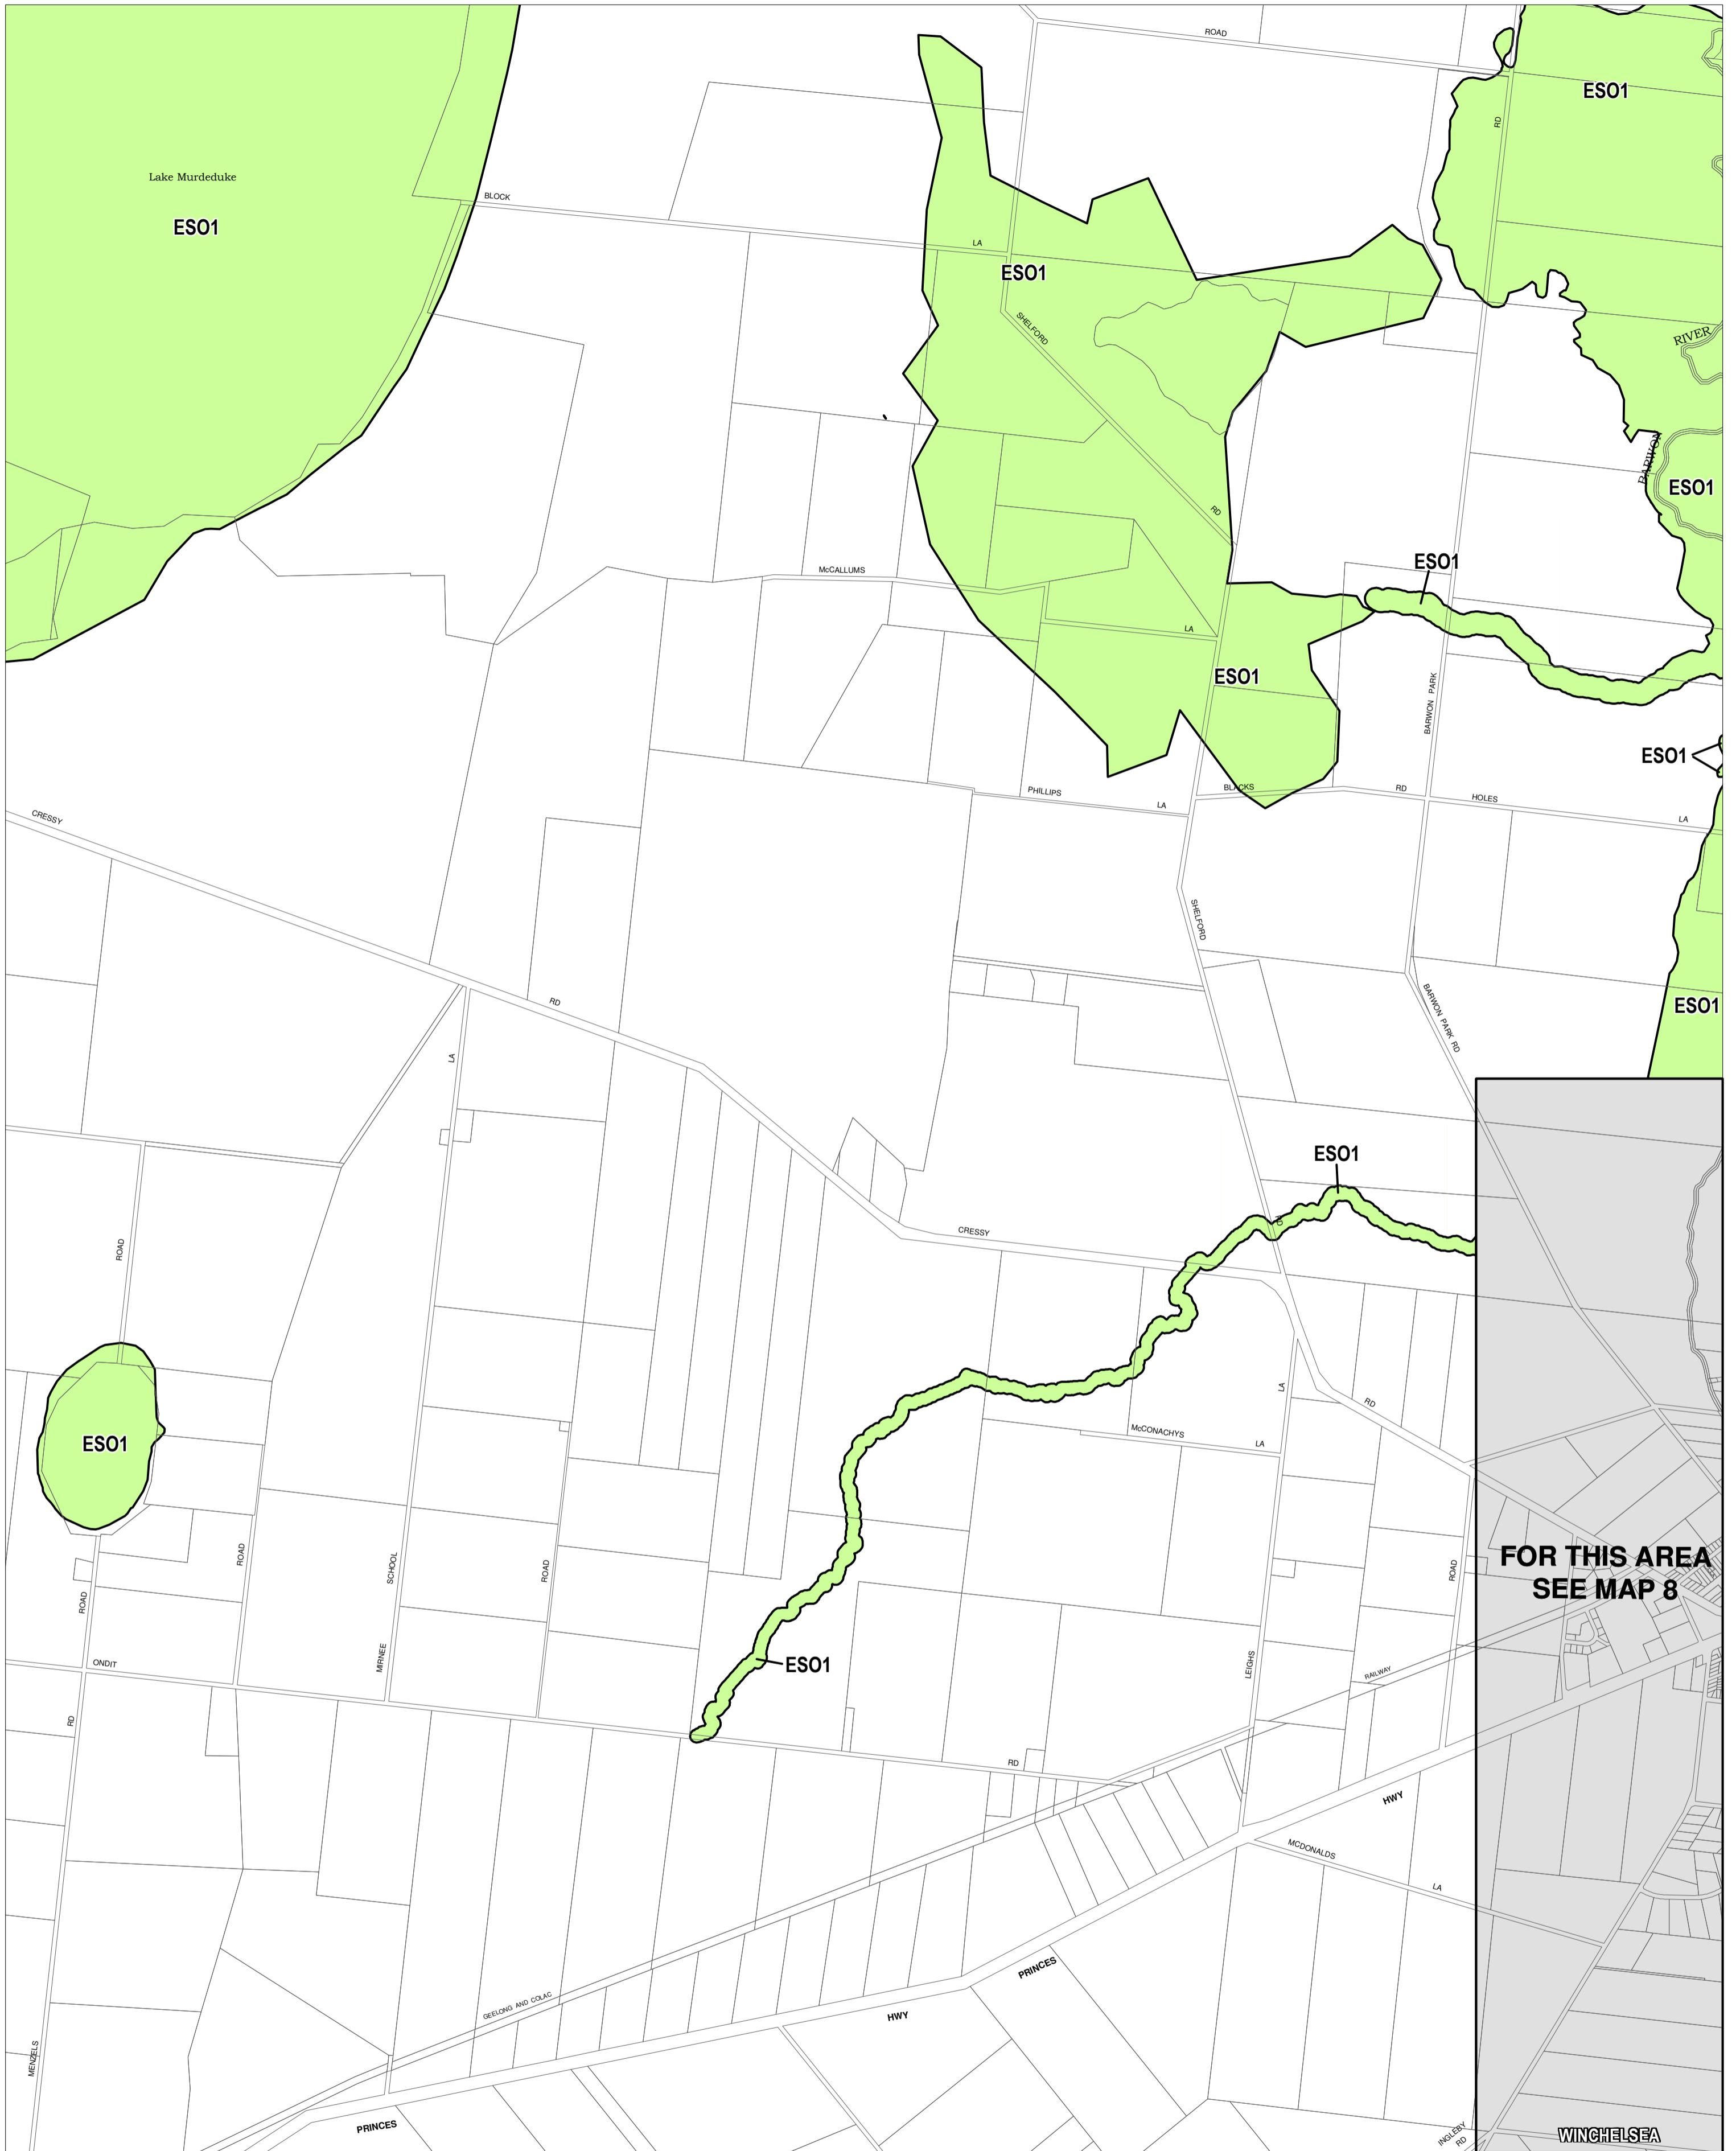 ROAD
ESO1
RD
Lake Murdeduke
BLOCK
ESO1
LA
ESO1
SHELFORD
RIVER
BARWON
ESO1
RD
ESO1
McCALLUMS
LA
ESO1
BARWON PARK
ESO1
BLACKS
RD
PHILLIPS
LA
HOLES
LA
CRESSY
SHELFORD
RD
ESO1
BARWON PARK RD
LA
ESO1
RD
CRESSY
ROAD
LA
RD
McCONACHYS
LA
ESO1
FOR THIS AREA
SEE MAP 8
ROAD
SCHOOL
ROAD
ROAD
ROAD
MIRNEE
ONDIT
ESO1
LEIGHS
RAILWAY
RD
RD
HWY
MCDONALDS
LA
PRINCES
GEELONG AND COLAC
HWY
MENZELS
PRINCES
INGLEBY
RD
WINCHELSEA